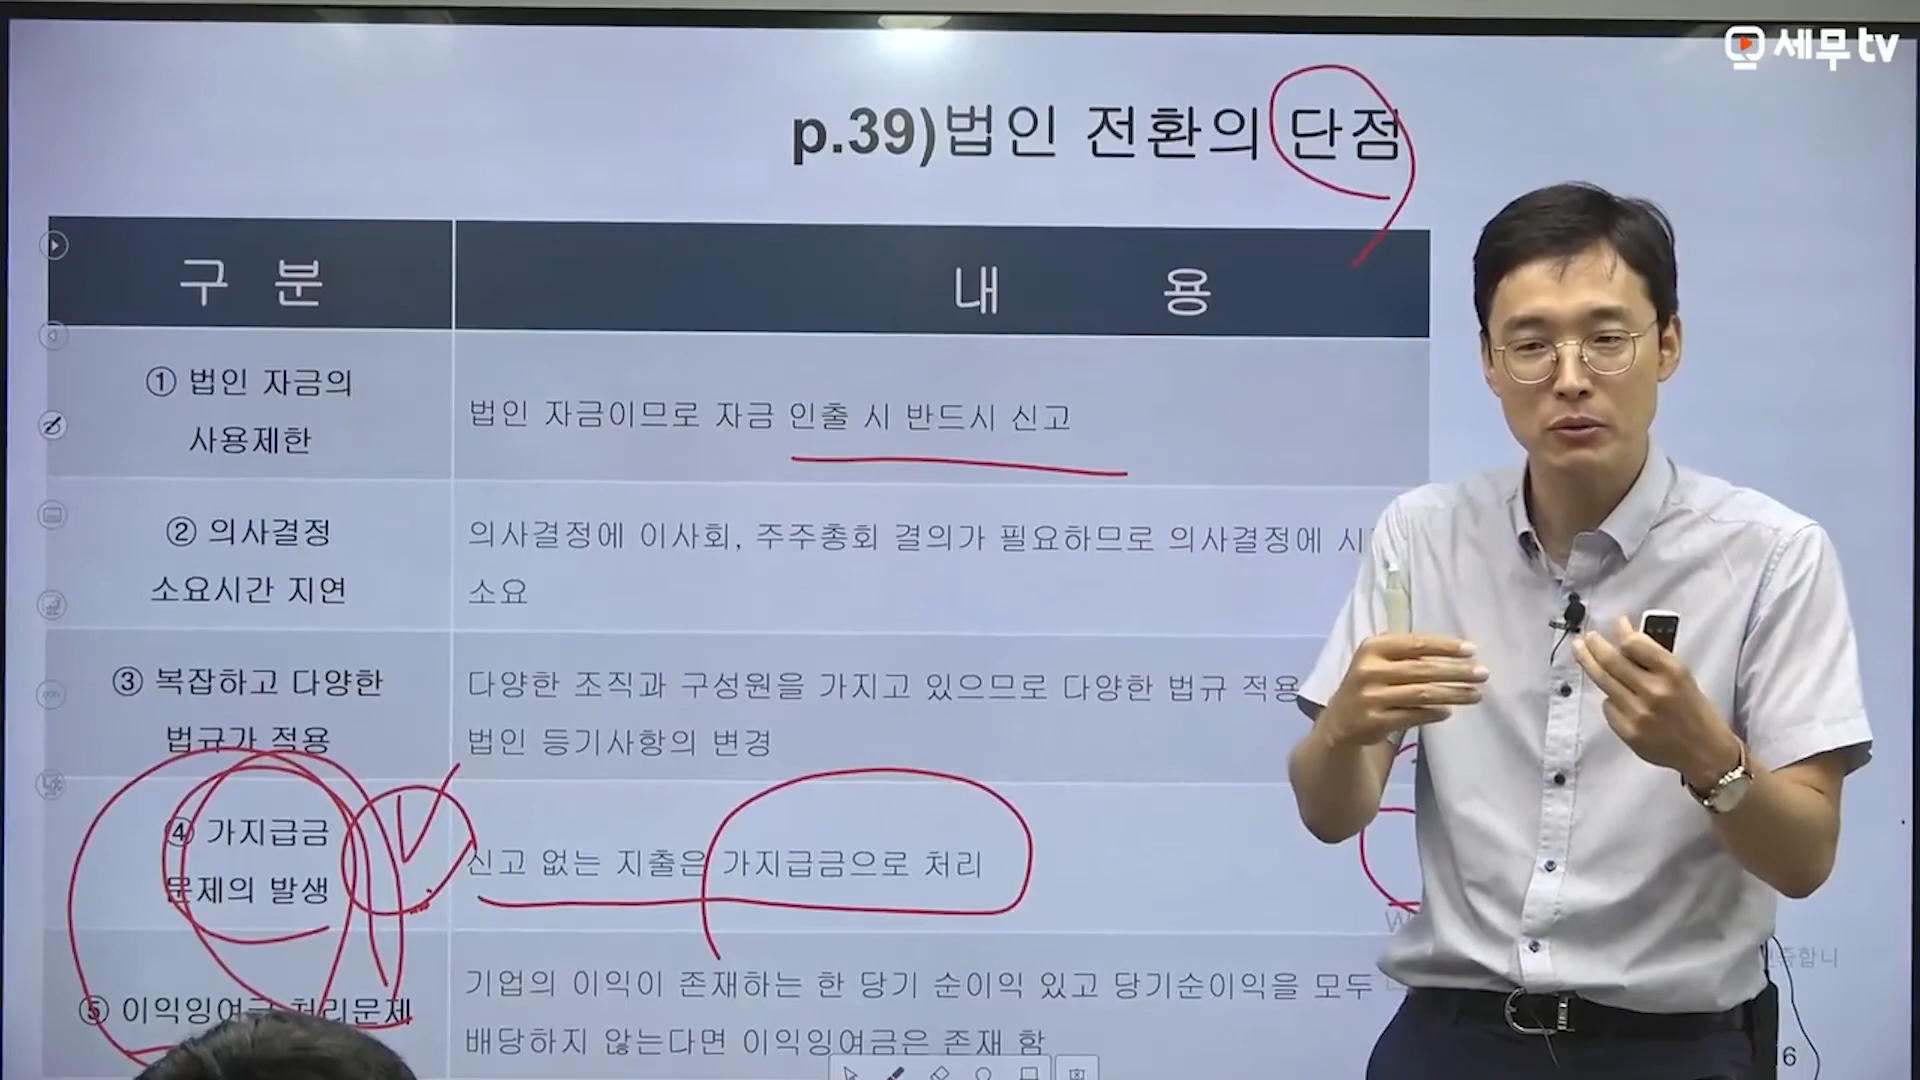 세무tv
p.39)법인 전환의 단점
구 분
내 용
① 법인 자금의
사용제한
법인 자금이므로 자금 인출 시 반드시 신고
② 의사결정
소요시간 지연
의사결정에 이사회, 주주총회 결의가 필요하므로 의사결정에
소요
③ 복잡하고 다양한
법규가 적용
다양한 조직과 구성원을 가지고 있으므로 다양한 법규 적용
법인 등기사항의 변경
④ 가지급금
문제의 발생
신고 없는 지출은 가지급금으로 처리
⑤ 이익잉여금 처리문제
기업의 이익이 존재하는 한 당기 순이익 있고 당기순이익을 모두
배당하지 않는다면 이익잉여금은 존재 함
6